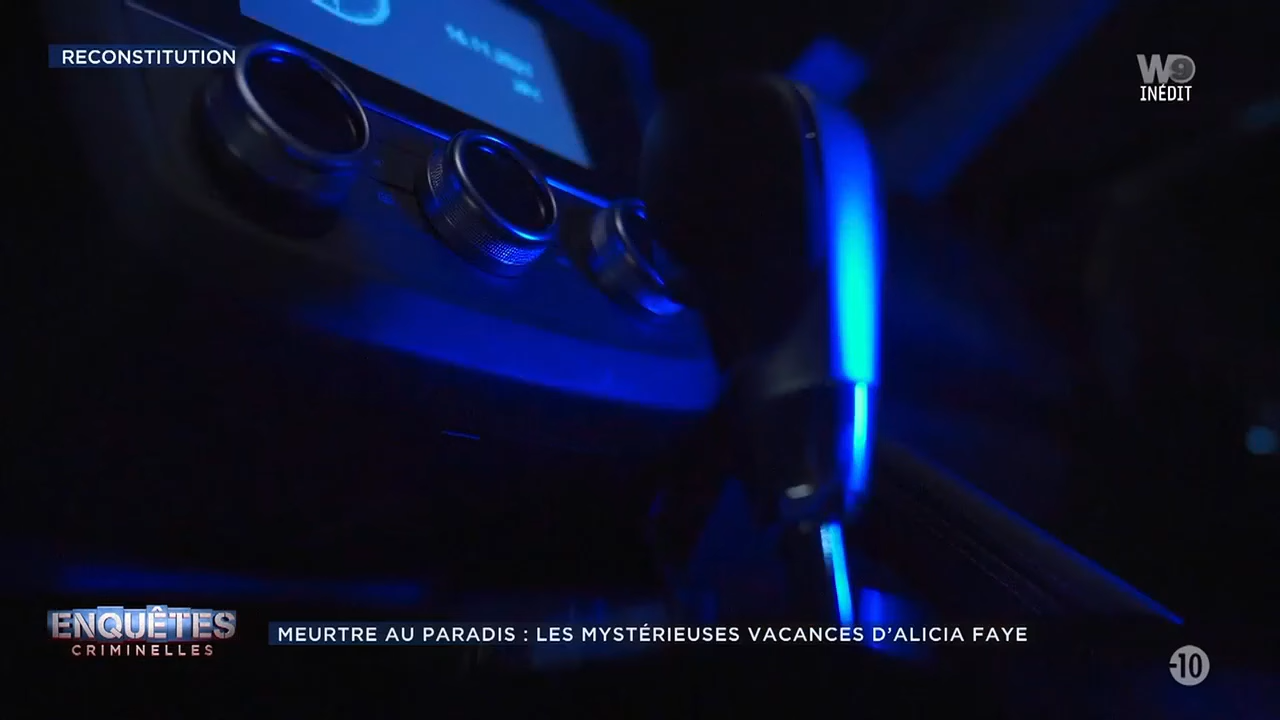 RECONSTITUTION
W9
INÉDIT
ENQUÊTES
CRIMINELLES
MEURTRE AU PARADIS : LES MYSTÉRIEUSES VACANCES D'ALICIA FAYE
-10